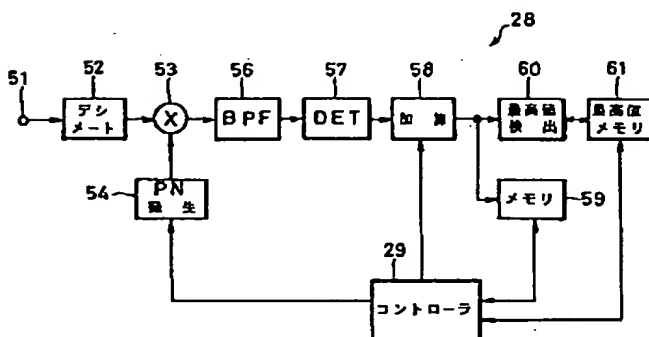 28
51
52
53
56
57
58
60
61
デシ
メート
X
BPF
DET
加算
最高値
検出
最高値
メモリ
54
PN
発生
メモリ
59
29
コントローラ